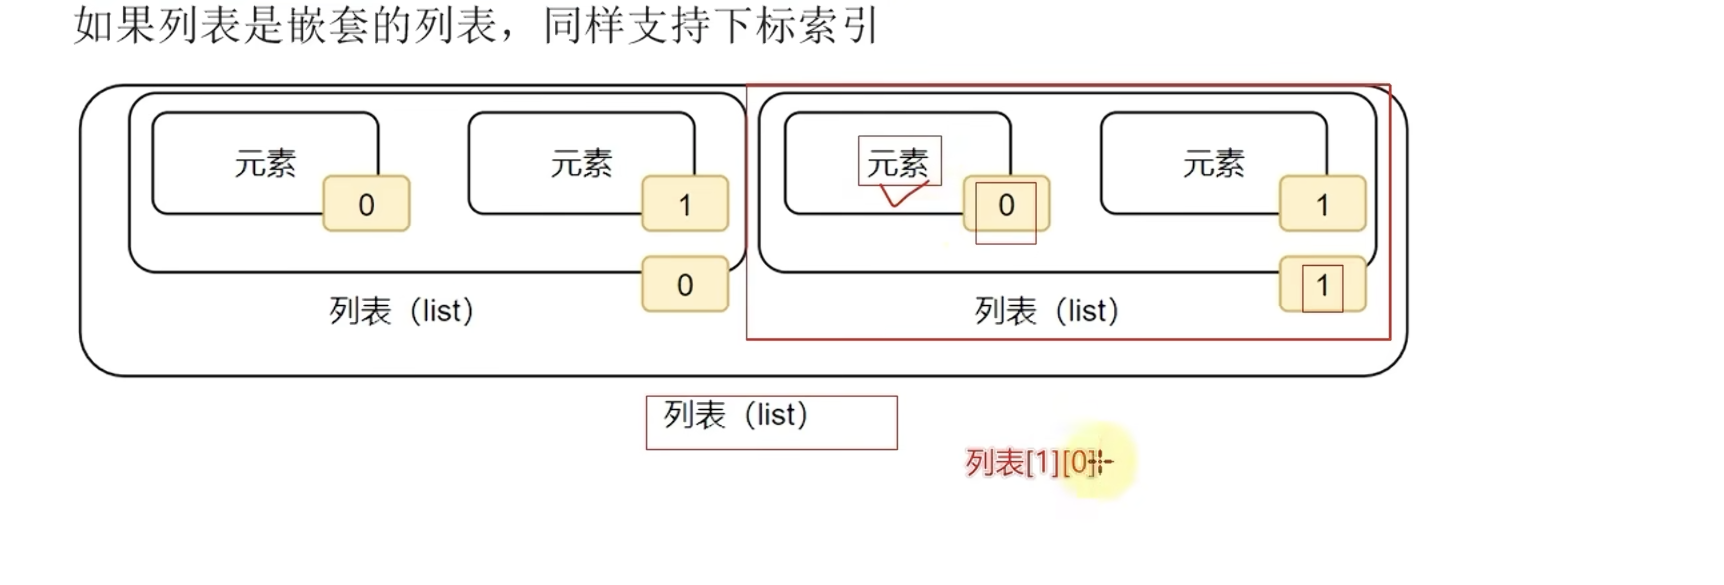 如果列表是嵌套的列表，同样支持下标索引
元素 元素 元素 元素
0 1 0 1
0 1
列表（list） 列表（list）
列表（list）
列表[1][0]